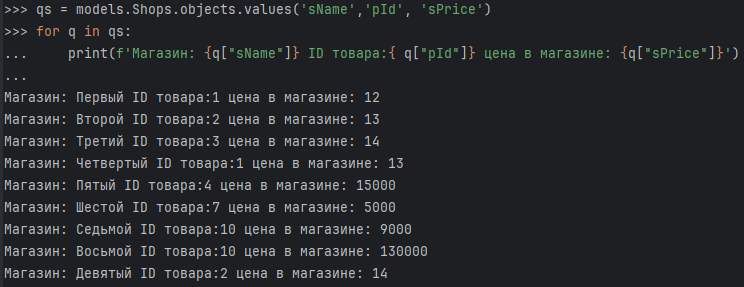 >>> qs = models.Shops.objects.values('sName','pId', 'sPrice')
>>> for q in qs:
...     print(f'Магазин: {q["sName"]} ID товара:{ q["pId"]} цена в магазине: {q["sPrice"]}')
...
Магазин: Первый ID товара:1 цена в магазине: 12
Магазин: Второй ID товара:2 цена в магазине: 13
Магазин: Третий ID товара:3 цена в магазине: 14
Магазин: Четвертый ID товара:1 цена в магазине: 13
Магазин: Пятый ID товара:4 цена в магазине: 15000
Магазин: Шестой ID товара:7 цена в магазине: 5000
Магазин: Седьмой ID товара:10 цена в магазине: 9000
Магазин: Восьмой ID товара:10 цена в магазине: 130000
Магазин: Девятый ID товара:2 цена в магазине: 14